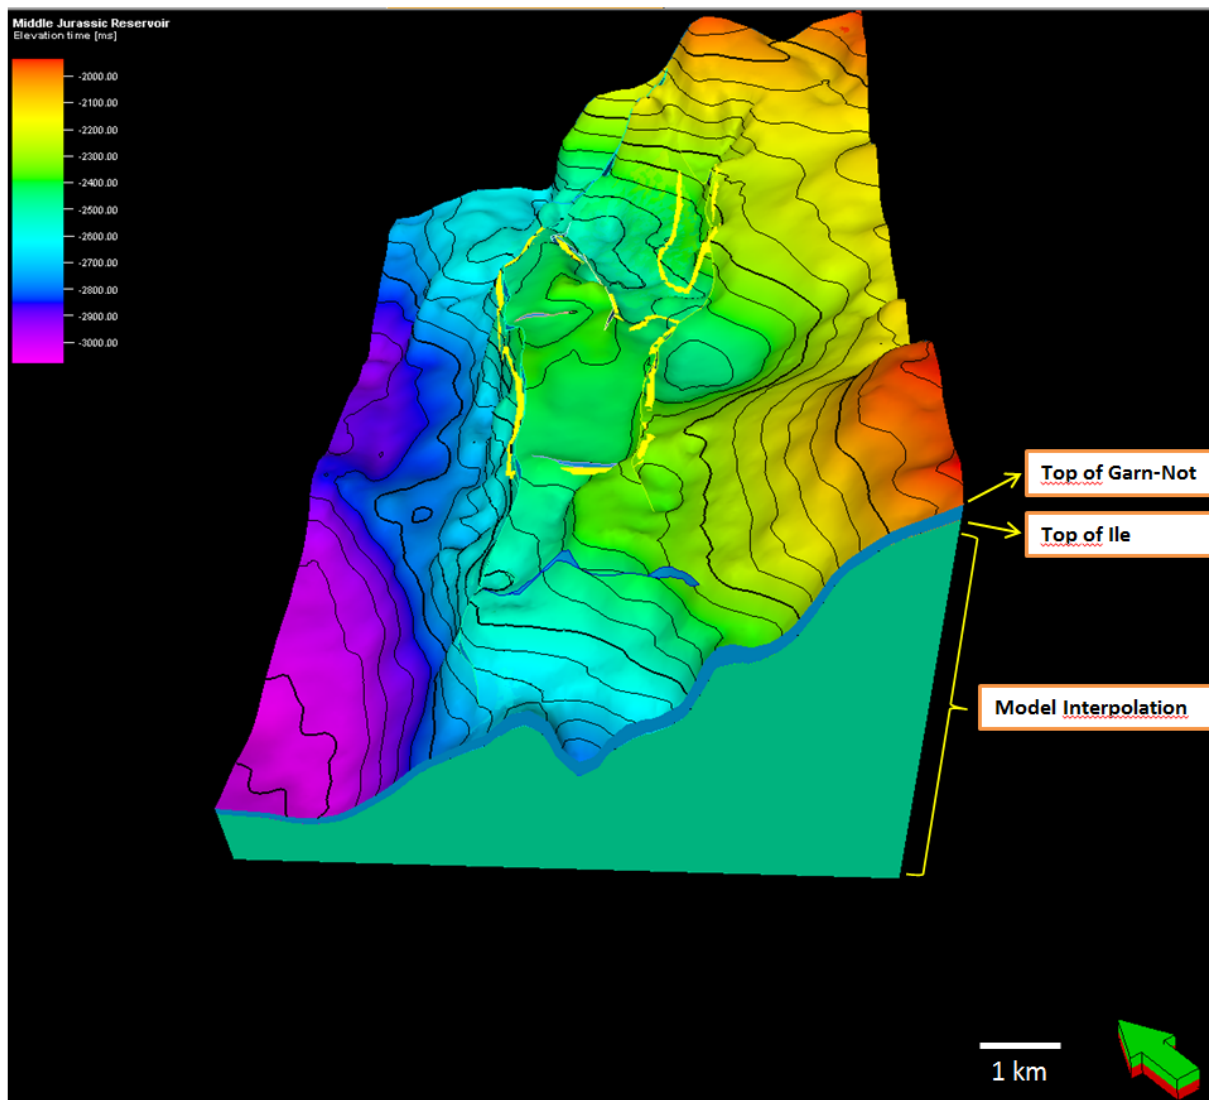 Middle Jurassic Reservoir
Elevation time [ms]
-2000.00
-2100.00
-2200.00
-2300.00
-2400.00
-2500.00
-2600.00
-2700.00
-2800.00
-2900.00
-3000.00
Top of Garn-Not
Top of Ile
Model Interpolation
1 km